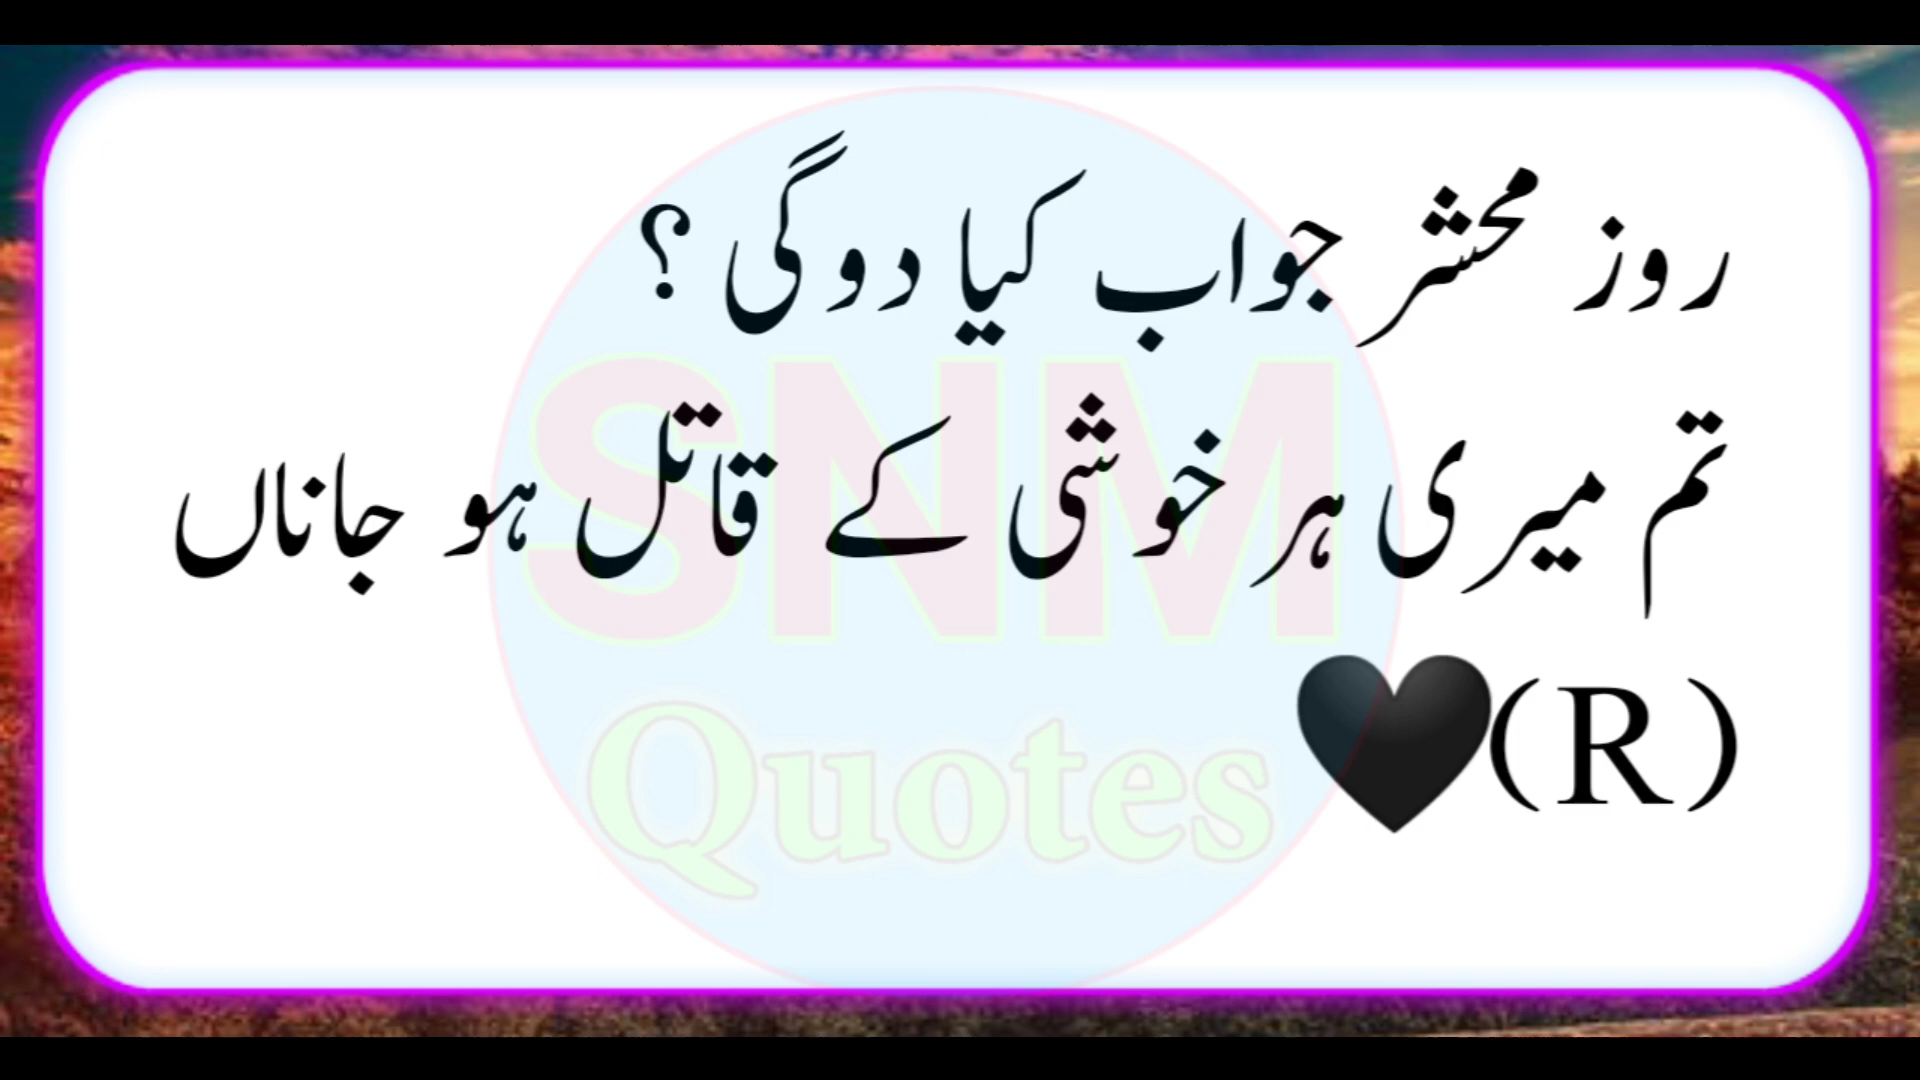 روز محشر جواب کیا دو گی ؟
تم میری ہر خوشی کے قاتل ہو جاناں
(R)🖤
SNM
Quotes